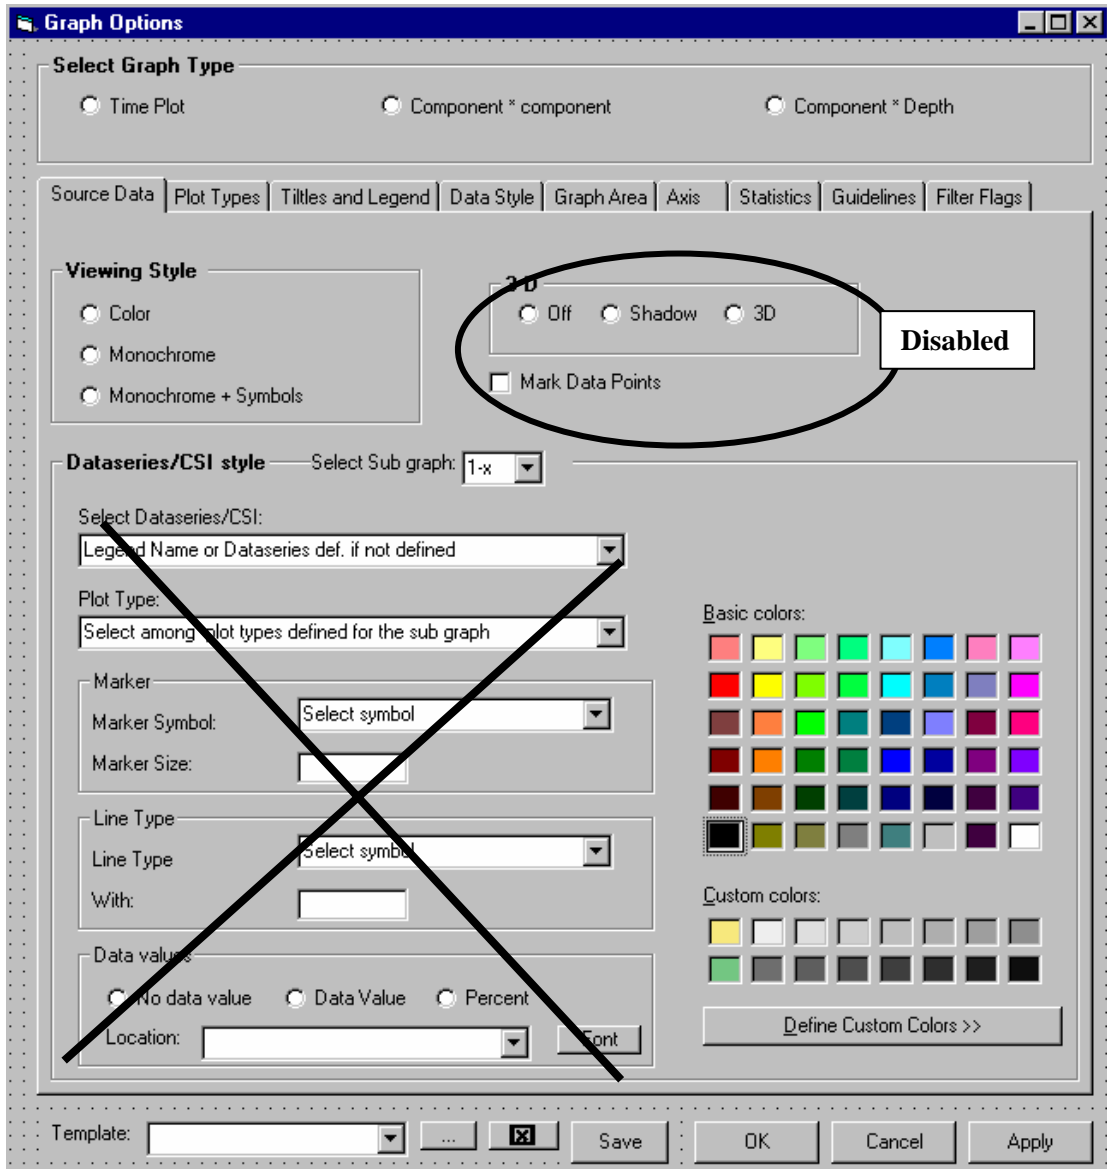 Graph Options
Select Graph Type
Time Plot
Component * component
Component * Depth
Source Data
Plot Types
Tiltles and Legend
Data Style
Graph Area
Axis
Statistics
Guidelines
Filter Flags
Viewing Style
Color
Monochrome
Monochrome + Symbols
3-D
Off
Shadow
3D
Mark Data Points
Disabled
Dataseries/CSI style
Select Sub graph:
1-x
Select Dataseries/CSI:
Legend Name or Dataseries def. if not defined
Plot Type:
Select among plot types defined for the sub graph
Marker
Marker Symbol:
Select symbol
Marker Size:
Line Type
Line Type
Select symbol
With:
Data values
No data value
Data Value
Percent
Location:
Font
Basic colors:
Custom colors:
Define Custom Colors >>
Template:
...
Save
OK
Cancel
Apply